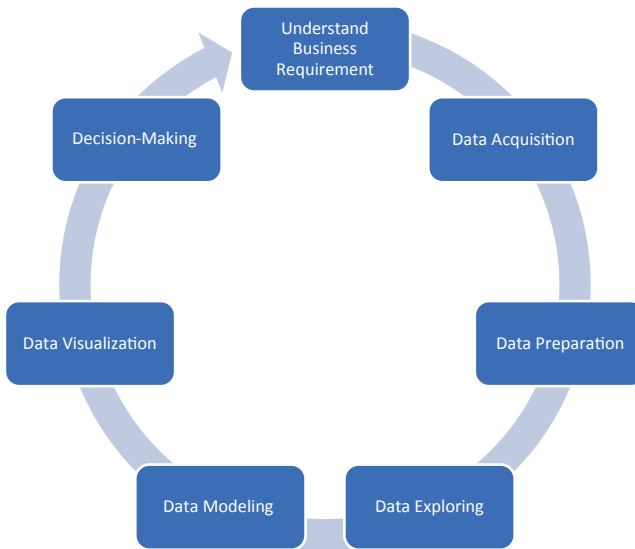 Understand
Business
Requirement
Data Acquisition
Data Preparation
Data Exploring
Data Modeling
Data Visualization
Decision-Making